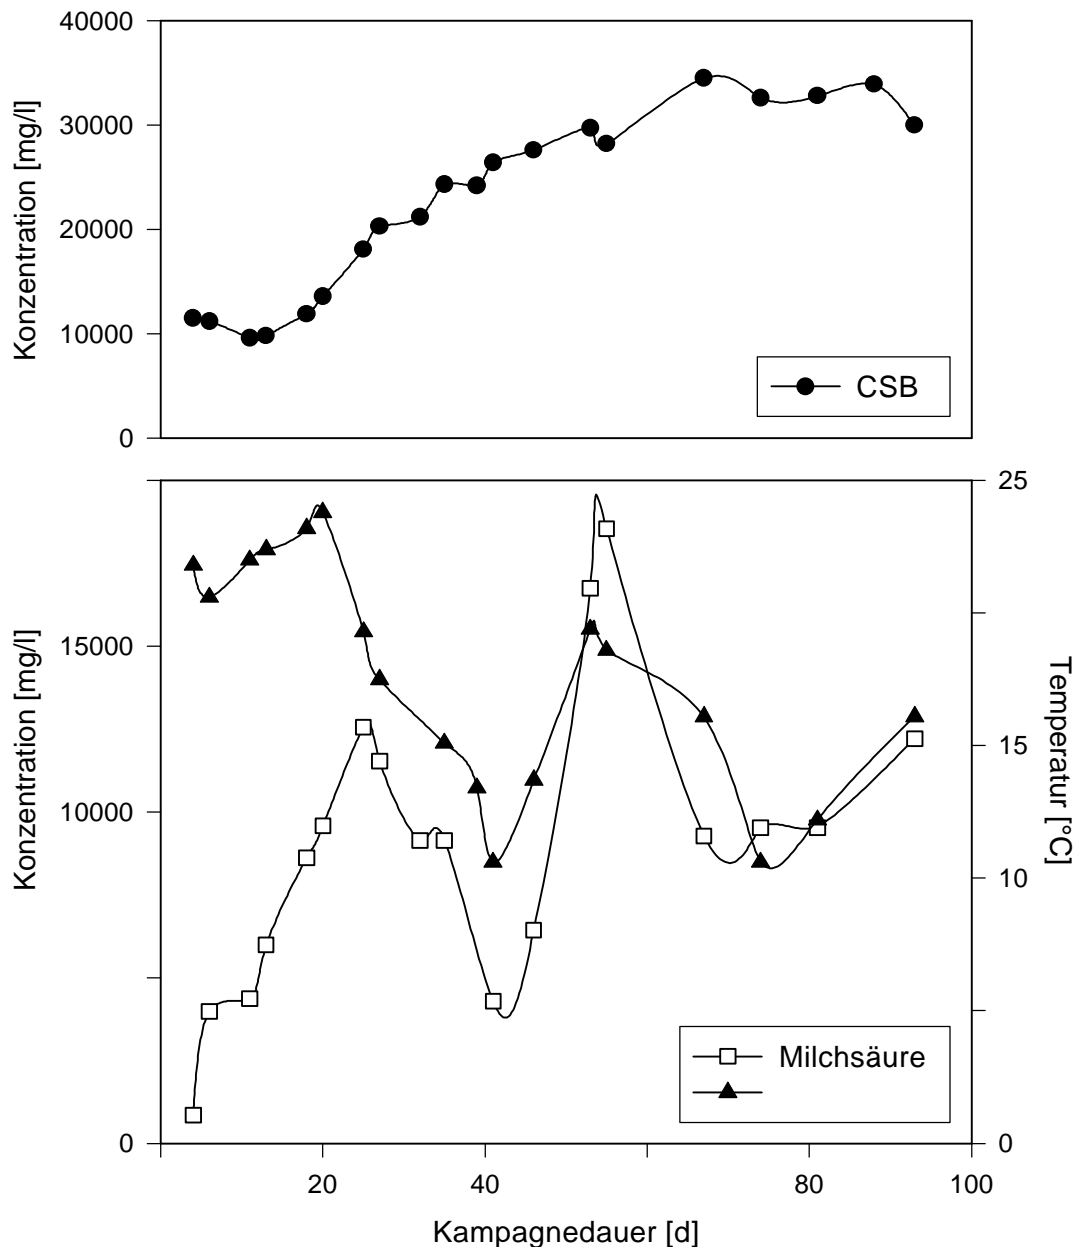 40000
30000
20000
10000
0
Konzentration [mg/l]
CSB
25
15
10
0
Temperatur [°C]
15000
10000
0
Konzentration [mg/l]
Milchsäure
20
40
80
100
Kampagnedauer [d]